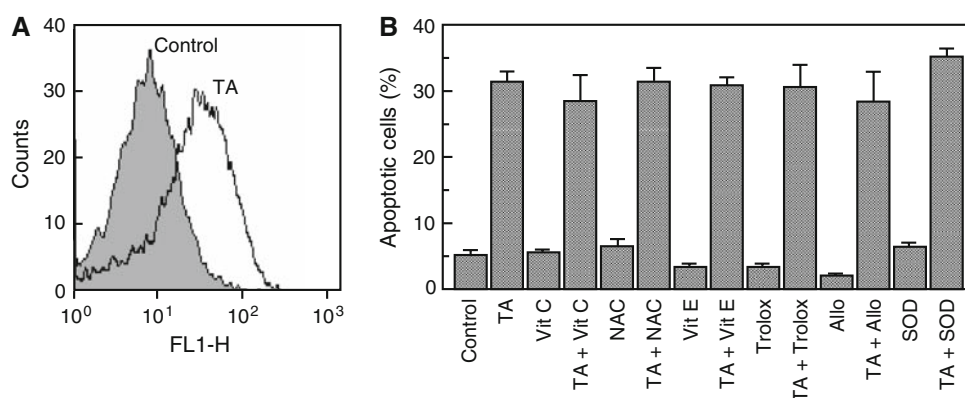 A
Control
TA
Counts
40
30
20
10
0
10^0
10^1
10^2
10^3
FL1-H
B
Apoptotic cells (%)
40
30
20
10
0
Control
TA
Vit C
TA + Vit C
NAC
TA + NAC
Vit E
TA + Vit E
Trolox
TA + Trolox
Allo
TA + Allo
SOD
TA + SOD